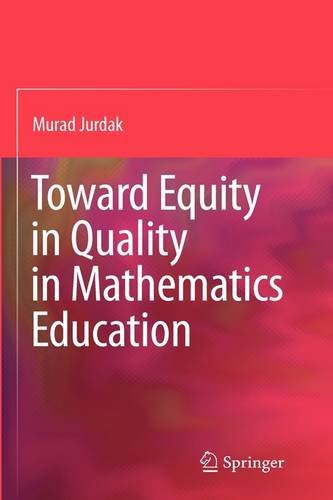 Murad Jurdak
Toward Equity
in Quality
in Mathematics
Education
Springer